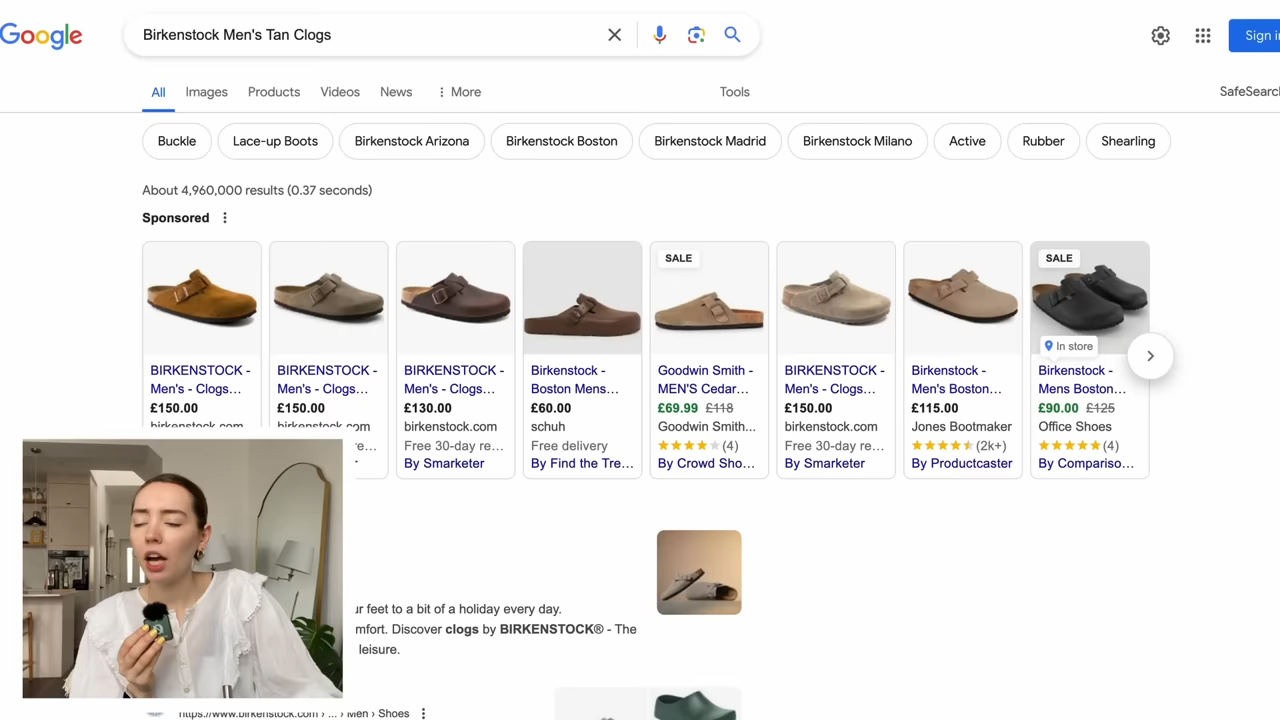 Google
Birkenstock Men's Tan Clogs
Sign i
All Images Products Videos News More Tools SafeSearc
Buckle Lace-up Boots Birkenstock Arizona Birkenstock Boston Birkenstock Madrid Birkenstock Milano Active Rubber Shearling
About 4,960,000 results (0.37 seconds)
Sponsored
SALE SALE
In store
BIRKENSTOCK - BIRKENSTOCK - BIRKENSTOCK - Birkenstock - Goodwin Smith - BIRKENSTOCK - Birkenstock - Birkenstock -
Men's - Clogs... Men's - Clogs... Men's - Clogs... Boston Mens... MEN'S Cedar... Men's - Clogs... Men's Boston... Mens Boston...
£150.00 £150.00 £130.00 £60.00 £69.99 £118 £150.00 £115.00 £90.00 £125
birkenstock.com birkenstock.com birkenstock.com schuh Goodwin Smith... birkenstock.com Jones Bootmaker Office Shoes
Free 30-day re... Free delivery (4) Free 30-day re... (2k+) (4)
By Smarketer By Find the Tre... By Crowd Sho... By Smarketer By Productcaster By Compariso...
ur feet to a bit of a holiday every day.
mfort. Discover clogs by BIRKENSTOCK® - The
leisure.
https://www.birkenstock.com › ... › Men › Shoes